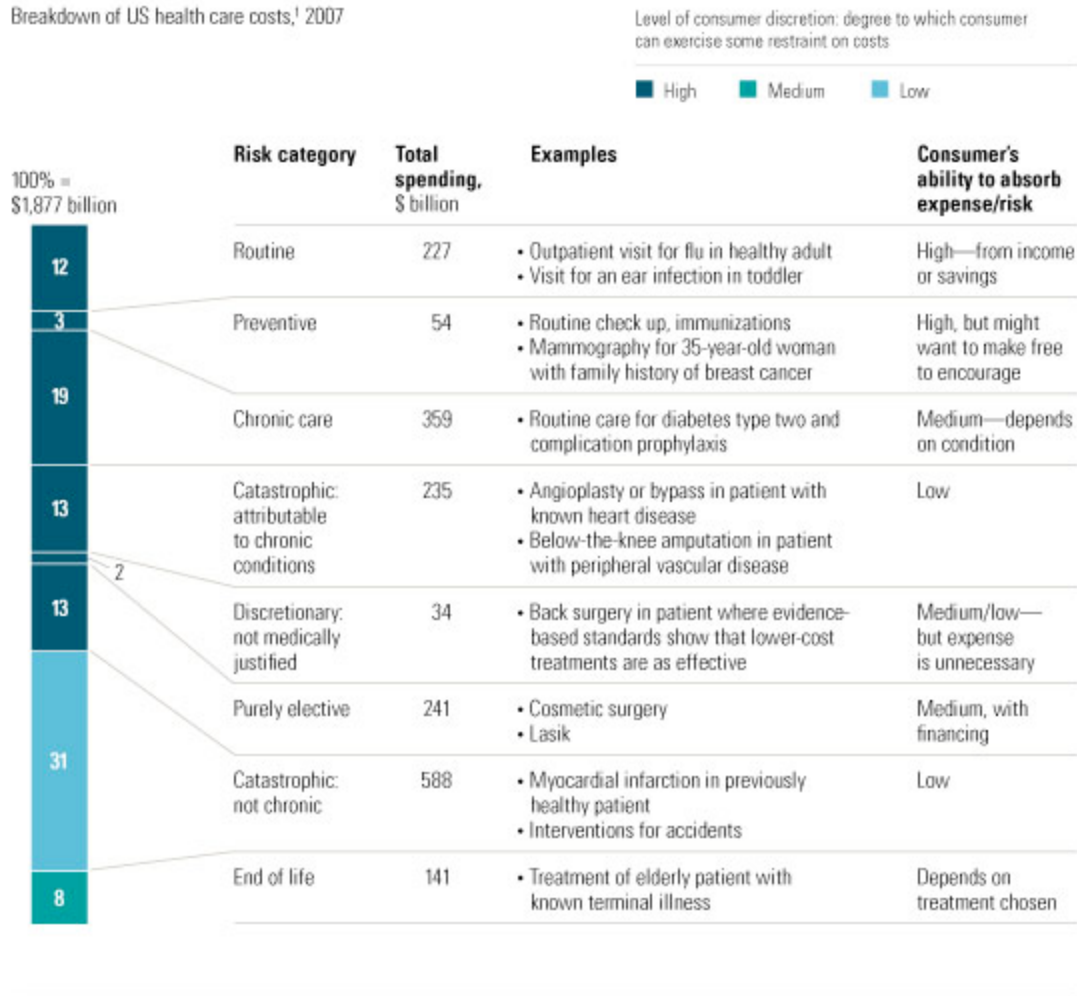 Breakdown of US health care costs,¹ 2007
Level of consumer discretion: degree to which consumer
can exercise some restraint on costs
High
Medium
Low
100% =
$1,877 billion
Risk category
Total
spending,
$ billion
Examples
Consumer's
ability to absorb
expense/risk
12
Routine
227
• Outpatient visit for flu in healthy adult
• Visit for an ear infection in toddler
High—from income
or savings
3
Preventive
54
• Routine check up, immunizations
• Mammography for 35-year-old woman
with family history of breast cancer
High, but might
want to make free
to encourage
19
Chronic care
359
• Routine care for diabetes type two and
complication prophylaxis
Medium—depends
on condition
13
Catastrophic:
attributable
to chronic
conditions
235
• Angioplasty or bypass in patient with
known heart disease
• Below-the-knee amputation in patient
with peripheral vascular disease
Low
2
Discretionary:
not medically
justified
34
• Back surgery in patient where evidence-
based standards show that lower-cost
treatments are as effective
Medium/low—
but expense
is unnecessary
13
Purely elective
241
• Cosmetic surgery
• Lasik
Medium, with
financing
31
Catastrophic:
not chronic
588
• Myocardial infarction in previously
healthy patient
• Interventions for accidents
Low
8
End of life
141
• Treatment of elderly patient with
known terminal illness
Depends on
treatment chosen